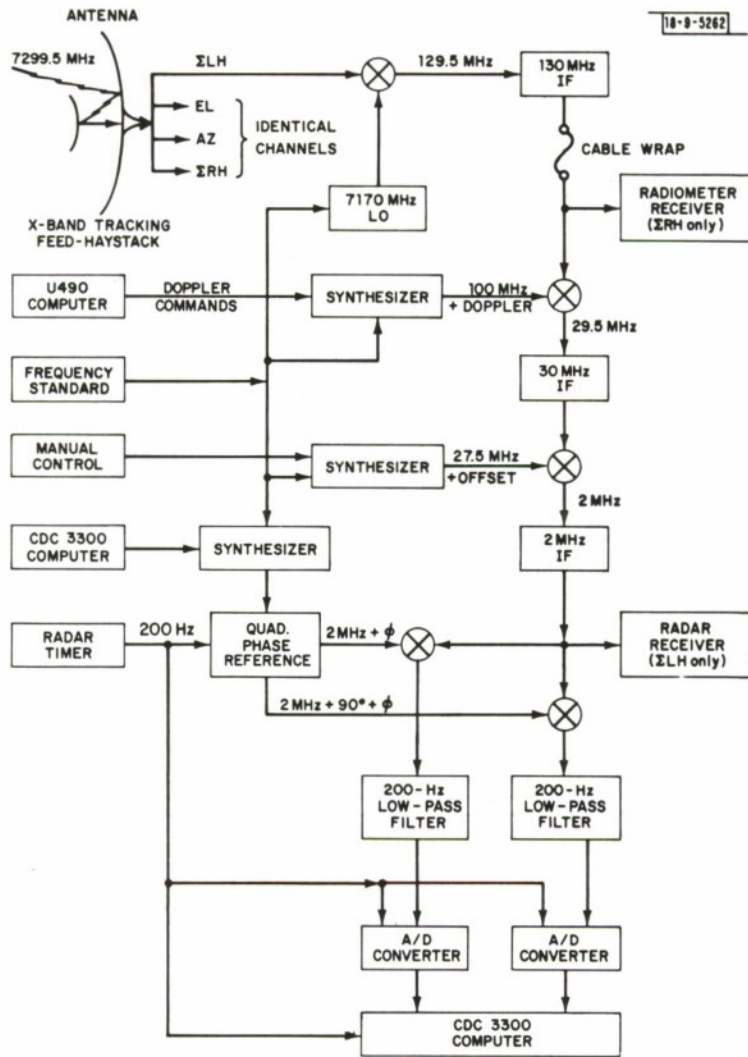 ANTENNA
18-9-5262
7299.5 MHz
ΣLH
129.5 MHz
130 MHz
IF
EL
AZ
ΣRH
IDENTICAL
CHANNELS
CABLE WRAP
X-BAND TRACKING
FEED-HAYSTACK
7170 MHz
LO
RADIOMETER
RECEIVER
(ΣRH only)
U490
COMPUTER
DOPPLER
COMMANDS
SYNTHESIZER
100 MHz
+ DOPPLER
29.5 MHz
FREQUENCY
STANDARD
30 MHz
IF
MANUAL
CONTROL
SYNTHESIZER
27.5 MHz
+OFFSET
2 MHz
CDC 3300
COMPUTER
SYNTHESIZER
2 MHz
IF
RADAR
TIMER
200 Hz
QUAD.
PHASE
REFERENCE
2 MHz + ϕ
RADAR
RECEIVER
(ΣLH only)
2 MHz + 90° + ϕ
200-Hz
LOW-PASS
FILTER
200-Hz
LOW-PASS
FILTER
A/D
CONVERTER
A/D
CONVERTER
CDC 3300
COMPUTER